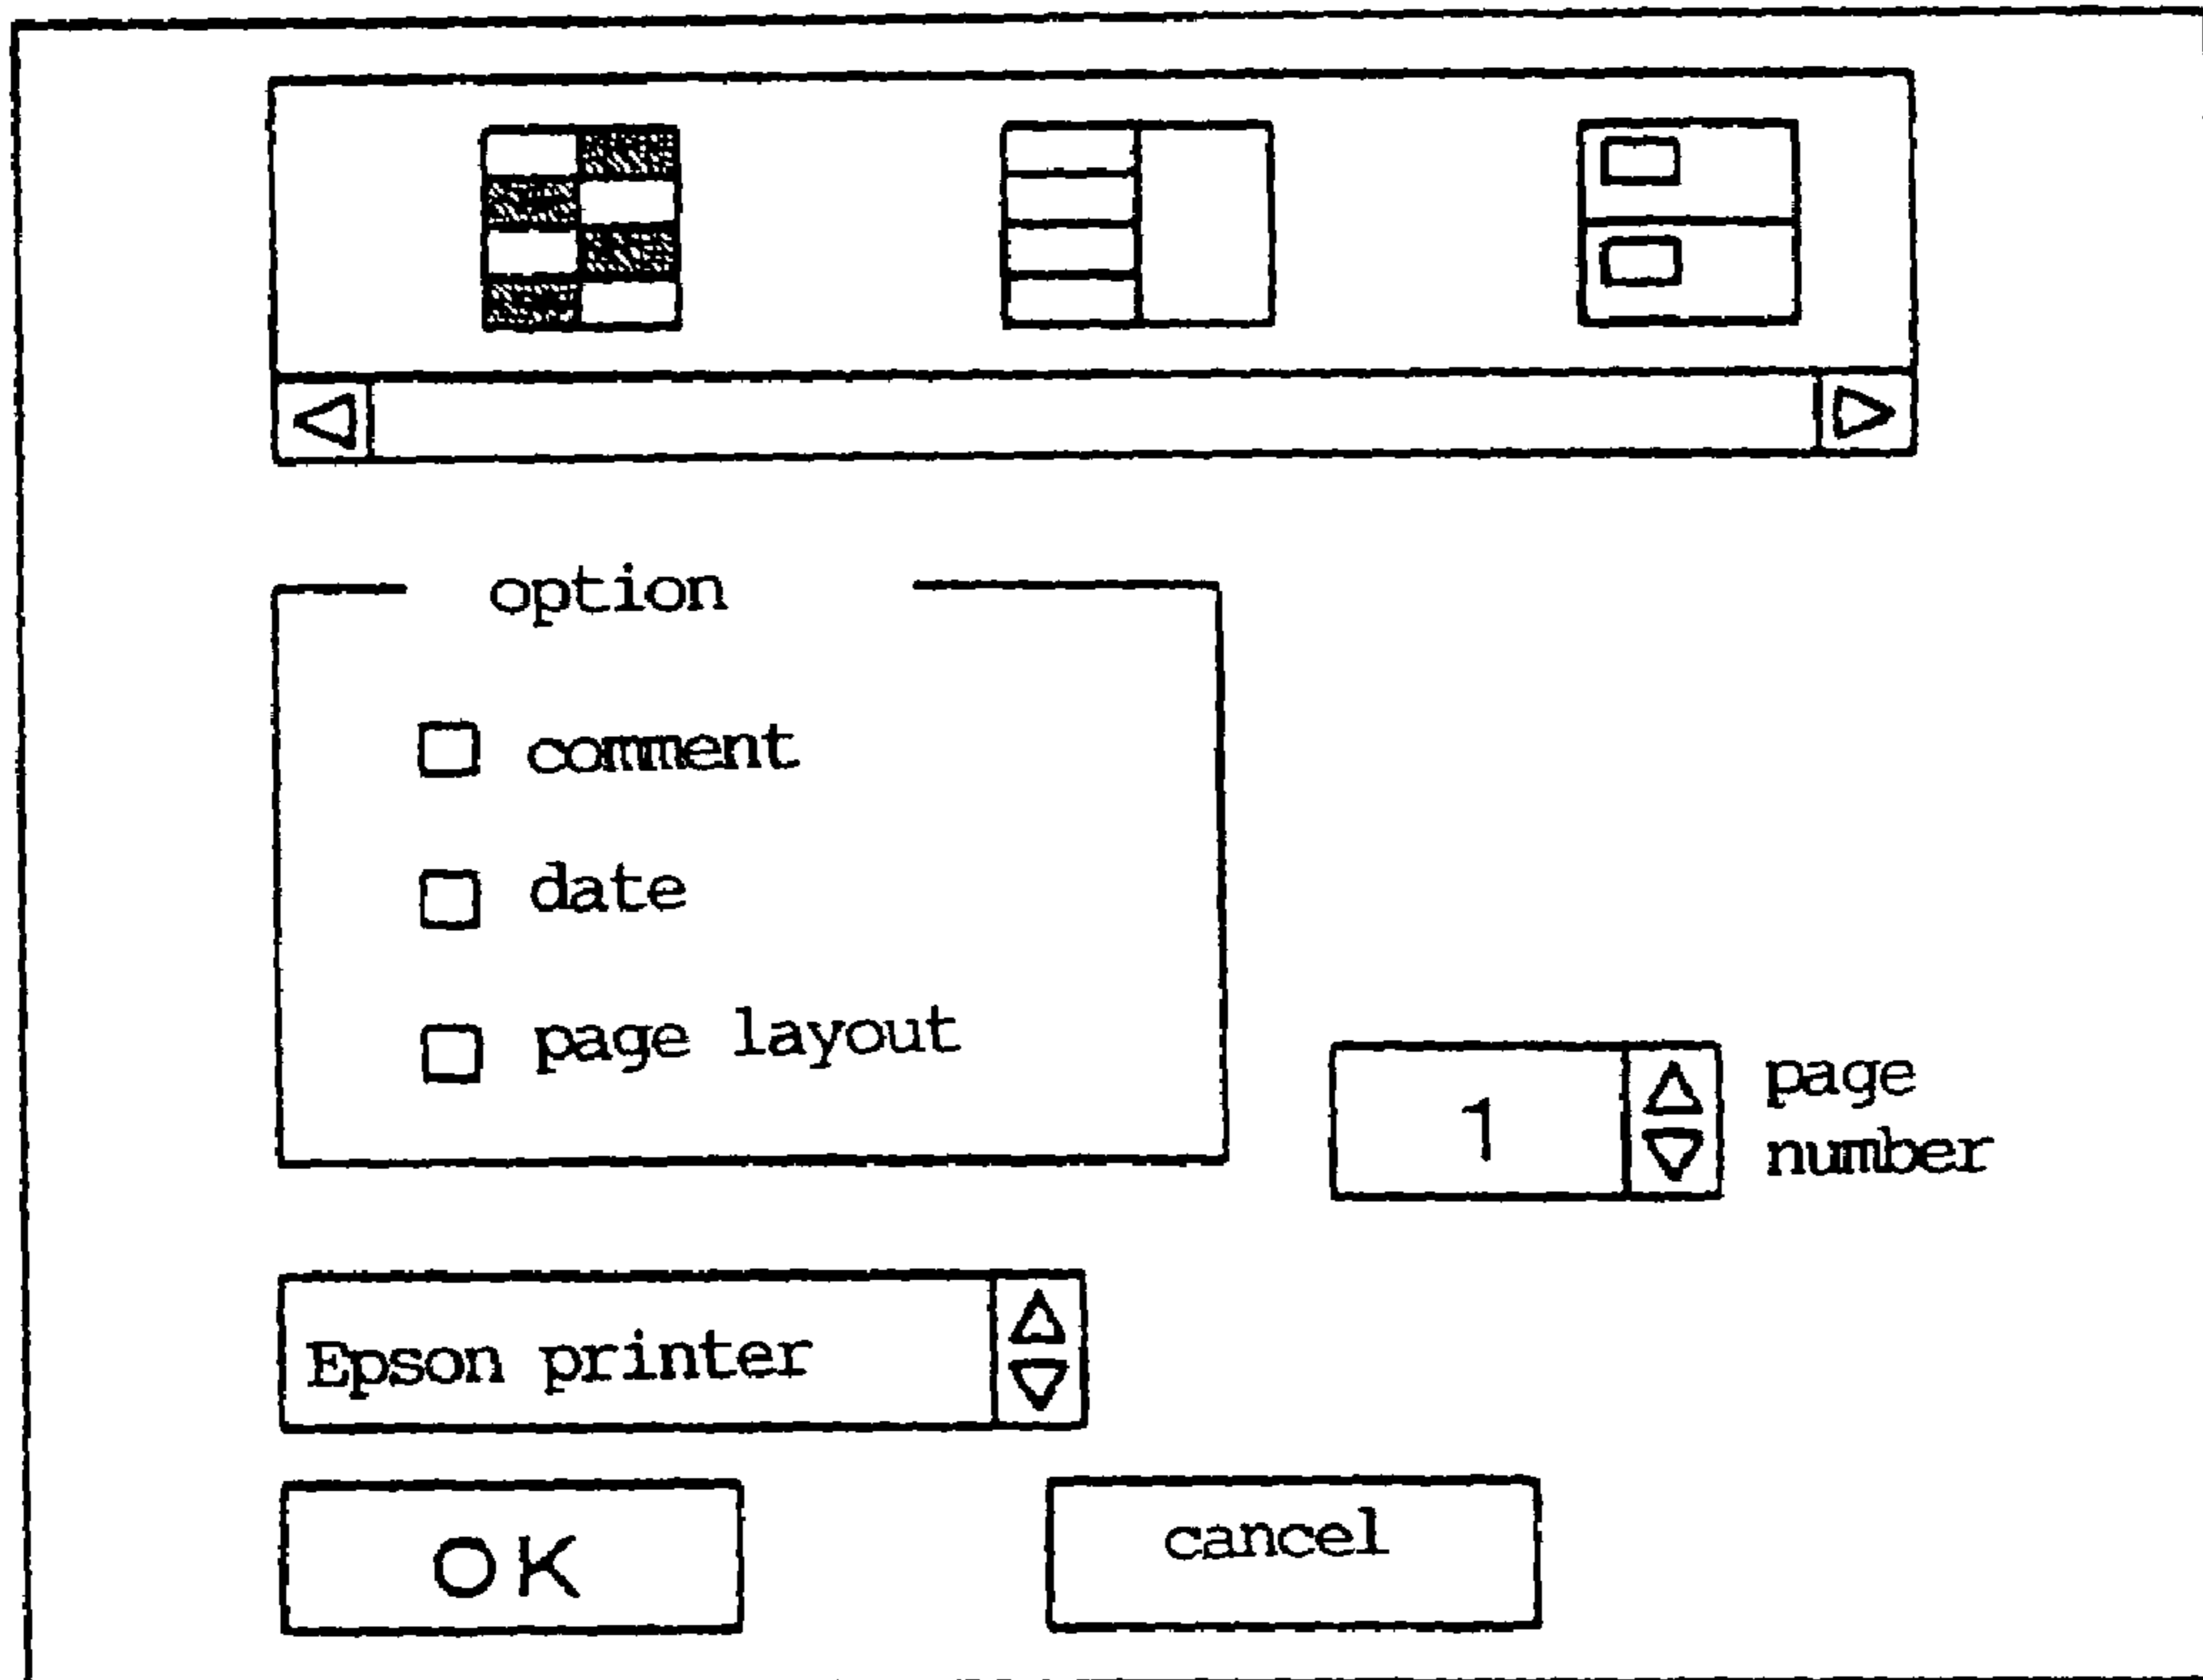 option
comment
date
page layout
1
page
number
Epson printer
OK
cancel